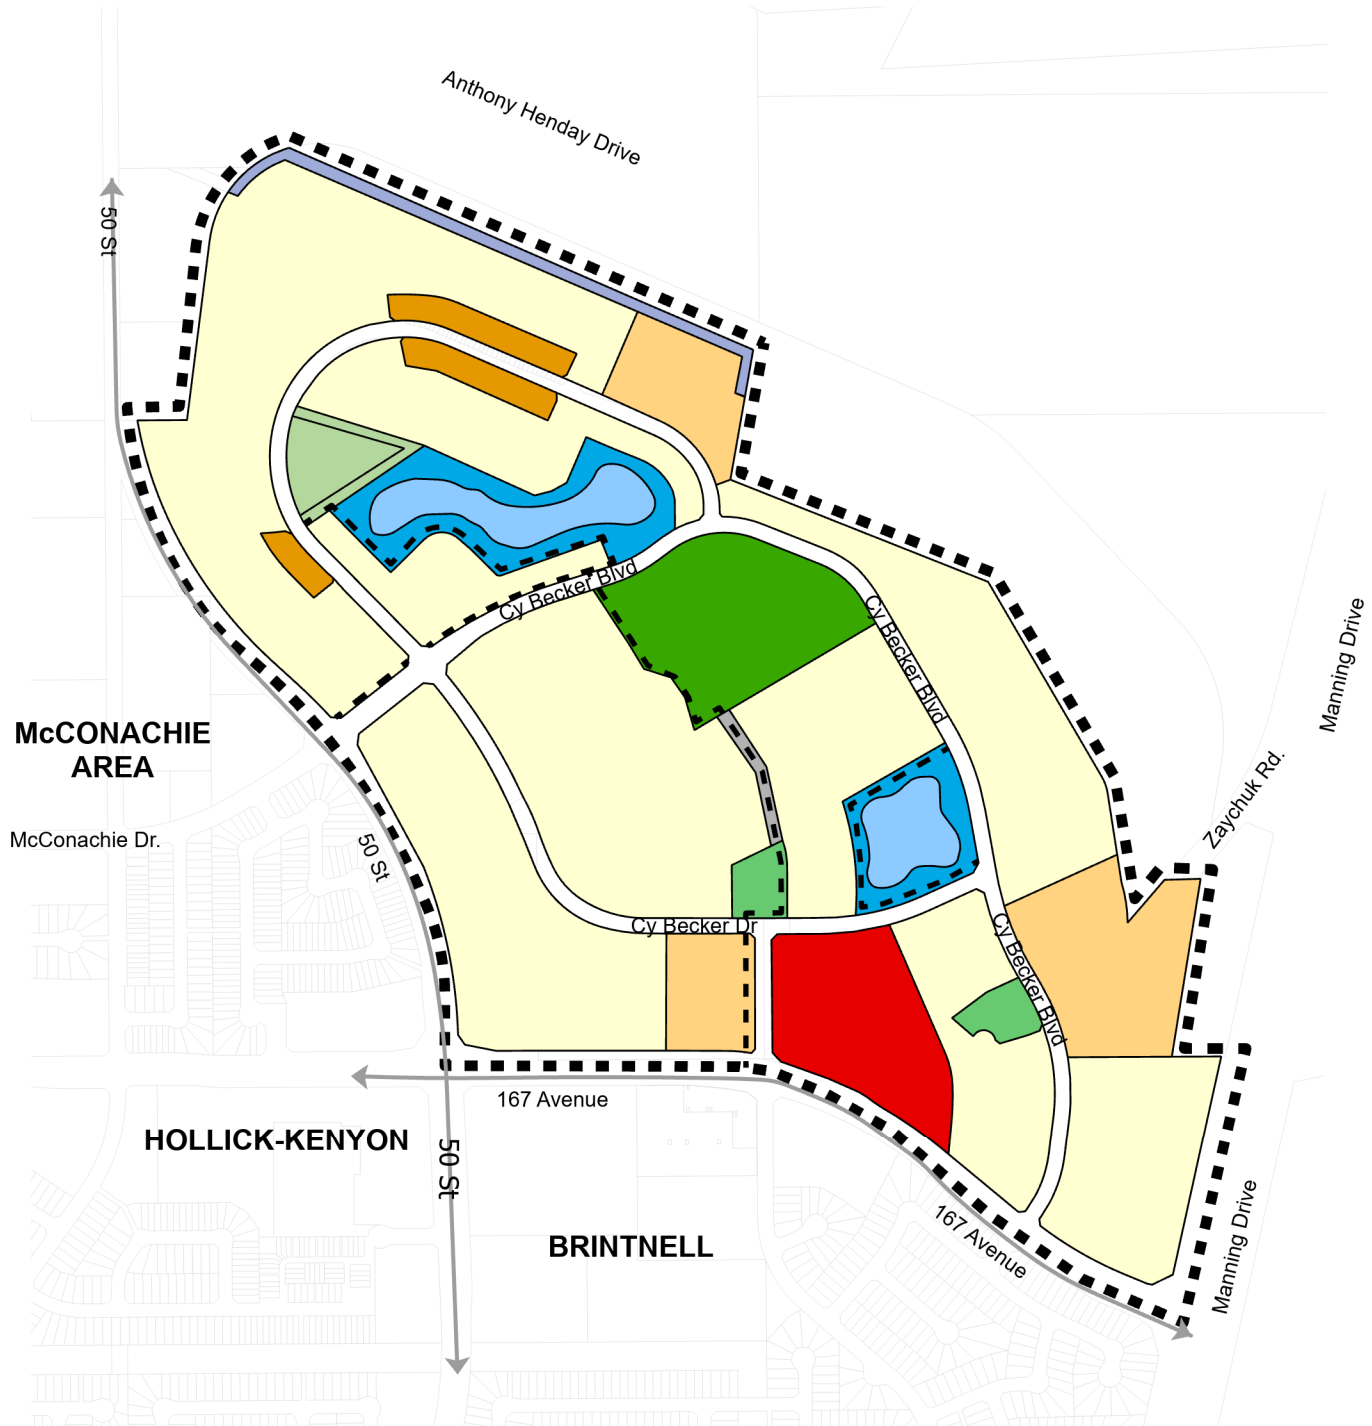 Anthony Henday Drive
50 St
Cy Becker Blvd
Cy Becker Blvd
Manning Drive
McCONACHIE
AREA
Zaychuk Rd.
McConachie Dr.
50 St
Cy Becker Dr
Cy Becker Blvd
167 Avenue
HOLLICK-KENYON
50 St
BRINTNELL
167 Avenue
Manning Drive